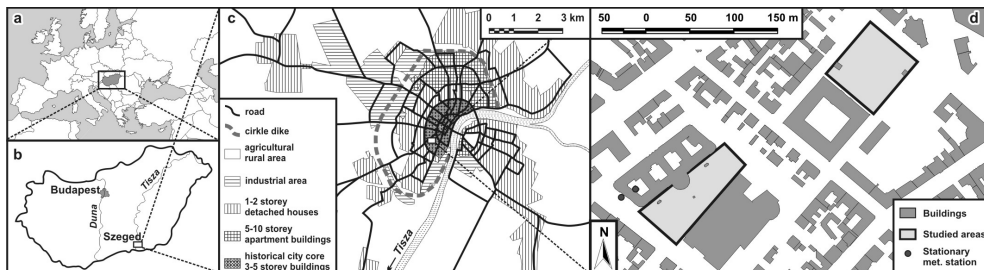 a
b
Budapest
Duna
Tisza
Szeged
c
0 1 2 3 km
road
cirkle dike
agricultural
rural area
industrial area
1-2 storey
detached houses
5-10 storey
apartment buildings
historical city core
3-5 storey buildings
Tisza
50 0 50 100 150 m
d
N
Buildings
Studied areas
Stationary
met. station